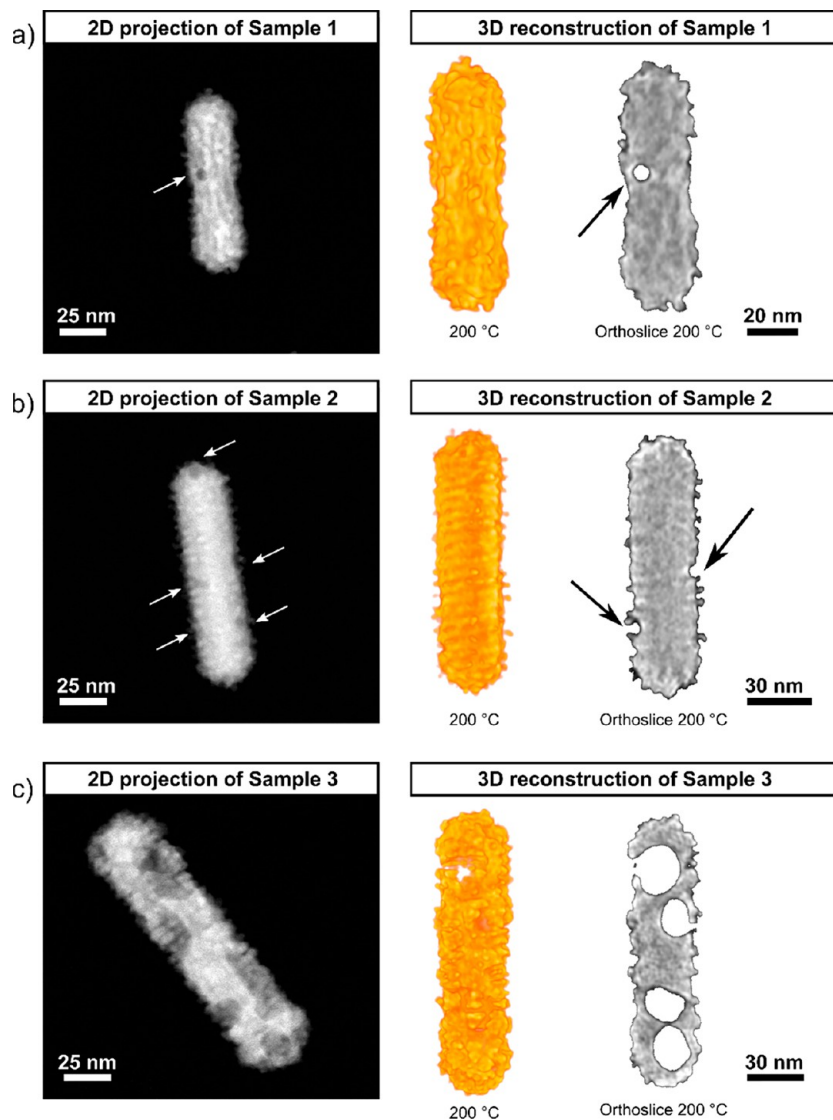 a)
2D projection of Sample 1
3D reconstruction of Sample 1
25 nm
200 °C
Orthoslice 200 °C
20 nm
b)
2D projection of Sample 2
3D reconstruction of Sample 2
25 nm
200 °C
Orthoslice 200 °C
30 nm
c)
2D projection of Sample 3
3D reconstruction of Sample 3
25 nm
200 °C
Orthoslice 200 °C
30 nm